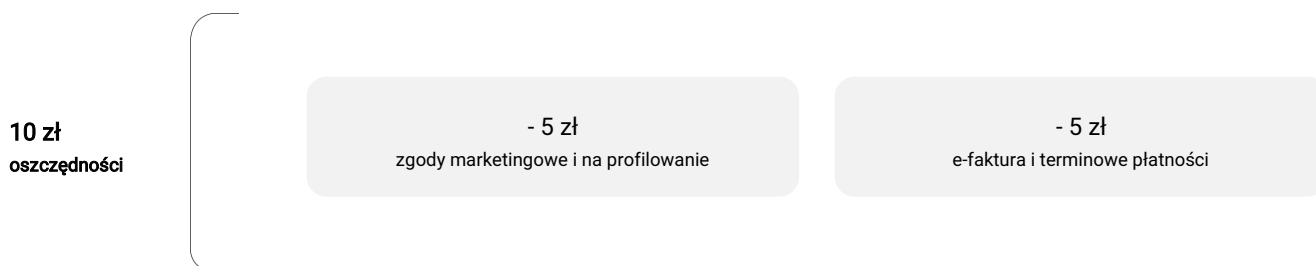 10 zł
oszczędności
- 5 zł
zgody marketingowe i na profilowanie
- 5 zł
e-faktura i terminowe płatności